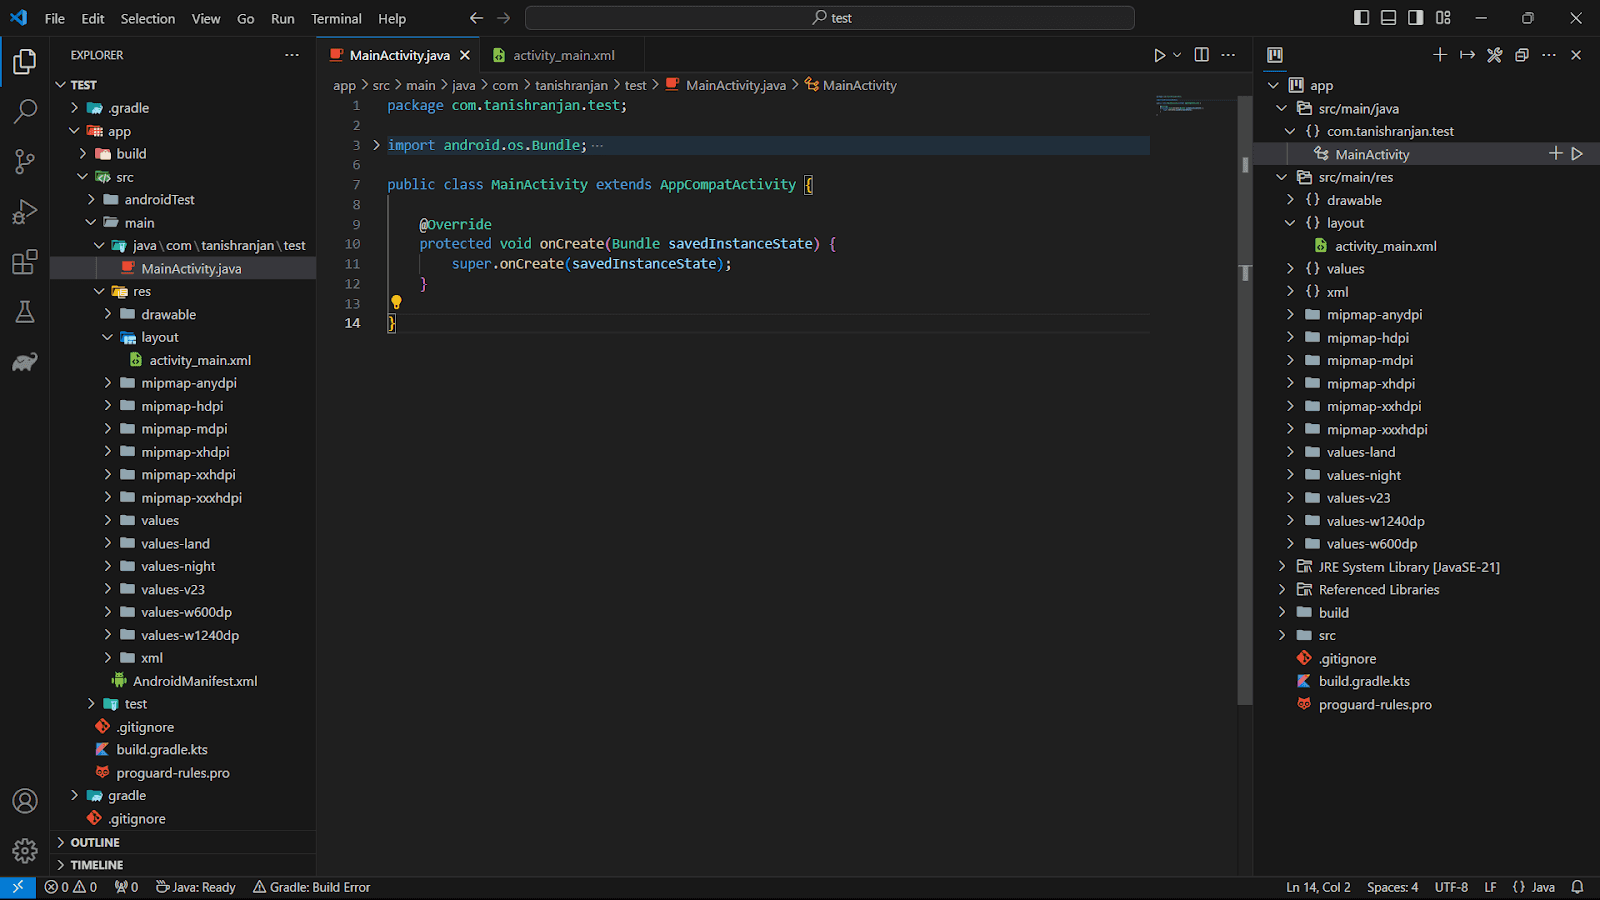 File Edit Selection View Go Run Terminal Help
test
EXPLORER
TEST
.gradle
app
build
src
androidTest
main
java\com\tanishranjan\test
MainActivity.java
res
drawable
layout
activity_main.xml
mipmap-anydpi
mipmap-hdpi
mipmap-mdpi
mipmap-xhdpi
mipmap-xxhdpi
mipmap-xxxhdpi
values
values-land
values-night
values-v23
values-w600dp
values-w1240dp
xml
AndroidManifest.xml
test
.gitignore
build.gradle.kts
proguard-rules.pro
gradle
.gitignore
OUTLINE
TIMELINE
MainActivity.java activity_main.xml
app > src > main > java > com > tanishranjan > test > MainActivity.java > MainActivity
1 package com.tanishranjan.test;
2
3 import android.os.Bundle; ···
6
7 public class MainActivity extends AppCompatActivity {
8
9 @Override
10 protected void onCreate(Bundle savedInstanceState) {
11 super.onCreate(savedInstanceState);
12 }
13
14 }
app
src/main/java
{} com.tanishranjan.test
MainActivity
src/main/res
{} drawable
{} layout
activity_main.xml
{} values
{} xml
mipmap-anydpi
mipmap-hdpi
mipmap-mdpi
mipmap-xhdpi
mipmap-xxhdpi
mipmap-xxxhdpi
values-land
values-night
values-v23
values-w1240dp
values-w600dp
JRE System Library [JavaSE-21]
Referenced Libraries
build
src
.gitignore
build.gradle.kts
proguard-rules.pro
0 0 0 Java: Ready Gradle: Build Error
Ln 14, Col 2 Spaces: 4 UTF-8 LF {} Java